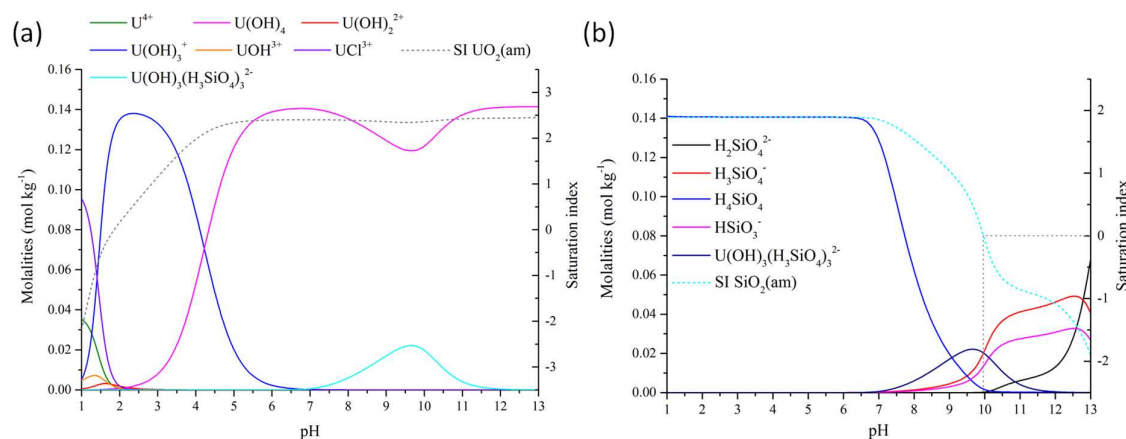 (a)
U⁴⁺ U(OH)₄ U(OH)₂²⁺
U(OH)₃⁺ UOH³⁺ UCl³⁺ SI UO₂(am)
U(OH)₃(H₃SiO₄)₃²⁻
0.16
0.14
0.12
0.10
0.08
0.06
0.04
0.02
0.00
Molalities (mol kg⁻¹)
3
2
1
0
-1
-2
-3
Saturation index
1 2 3 4 5 6 7 8 9 10 11 12 13
pH
(b)
0.16
0.14
0.12
0.10
0.08
0.06
0.04
0.02
0.00
Molalities (mol kg⁻¹)
H₂SiO₄²⁻
H₃SiO₄⁻
H₄SiO₄
HSiO₃⁻
U(OH)₃(H₃SiO₄)₃²⁻
SI SiO₂(am)
2
1
0
-1
-2
Saturation index
1 2 3 4 5 6 7 8 9 10 11 12 13
pH